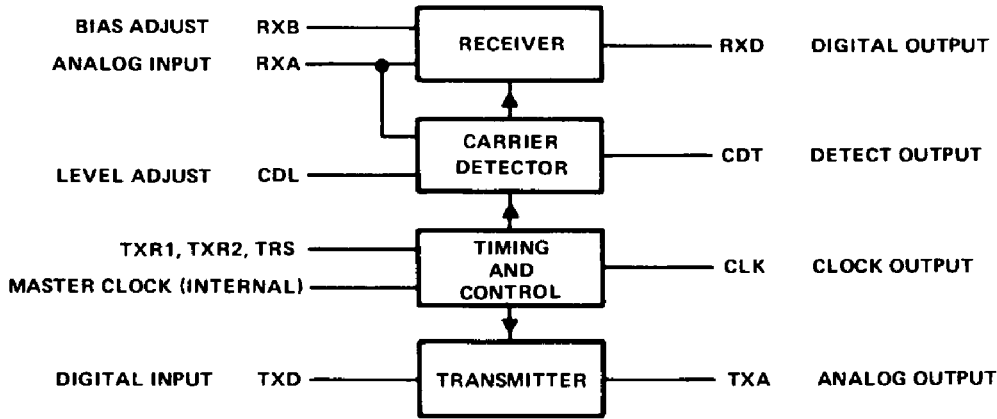 BIAS ADJUST RXB
RECEIVER
RXD DIGITAL OUTPUT
ANALOG INPUT RXA
CARRIER
DETECTOR
CDT DETECT OUTPUT
LEVEL ADJUST CDL
TXR1, TXR2, TRS
TIMING
AND
CONTROL
CLK CLOCK OUTPUT
MASTER CLOCK (INTERNAL)
DIGITAL INPUT TXD
TRANSMITTER
TXA ANALOG OUTPUT